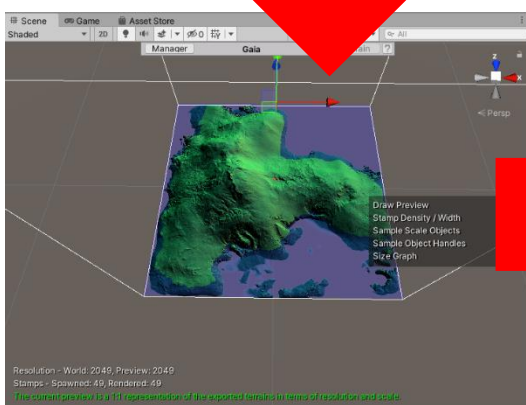 Scene Game Asset Store
Shaded 2D 0 All
Manager Gaia ain ?
z
x
Persp
Draw Preview
Stamp Density / Width
Sample Scale Objects
Sample Object Handles
Size Graph
Resolution - World: 2049, Preview: 2049
Stamps - Spawned: 49, Rendered: 49
The current preview is a 1:1 representation of the exported terrains in terms of resolution and scale.